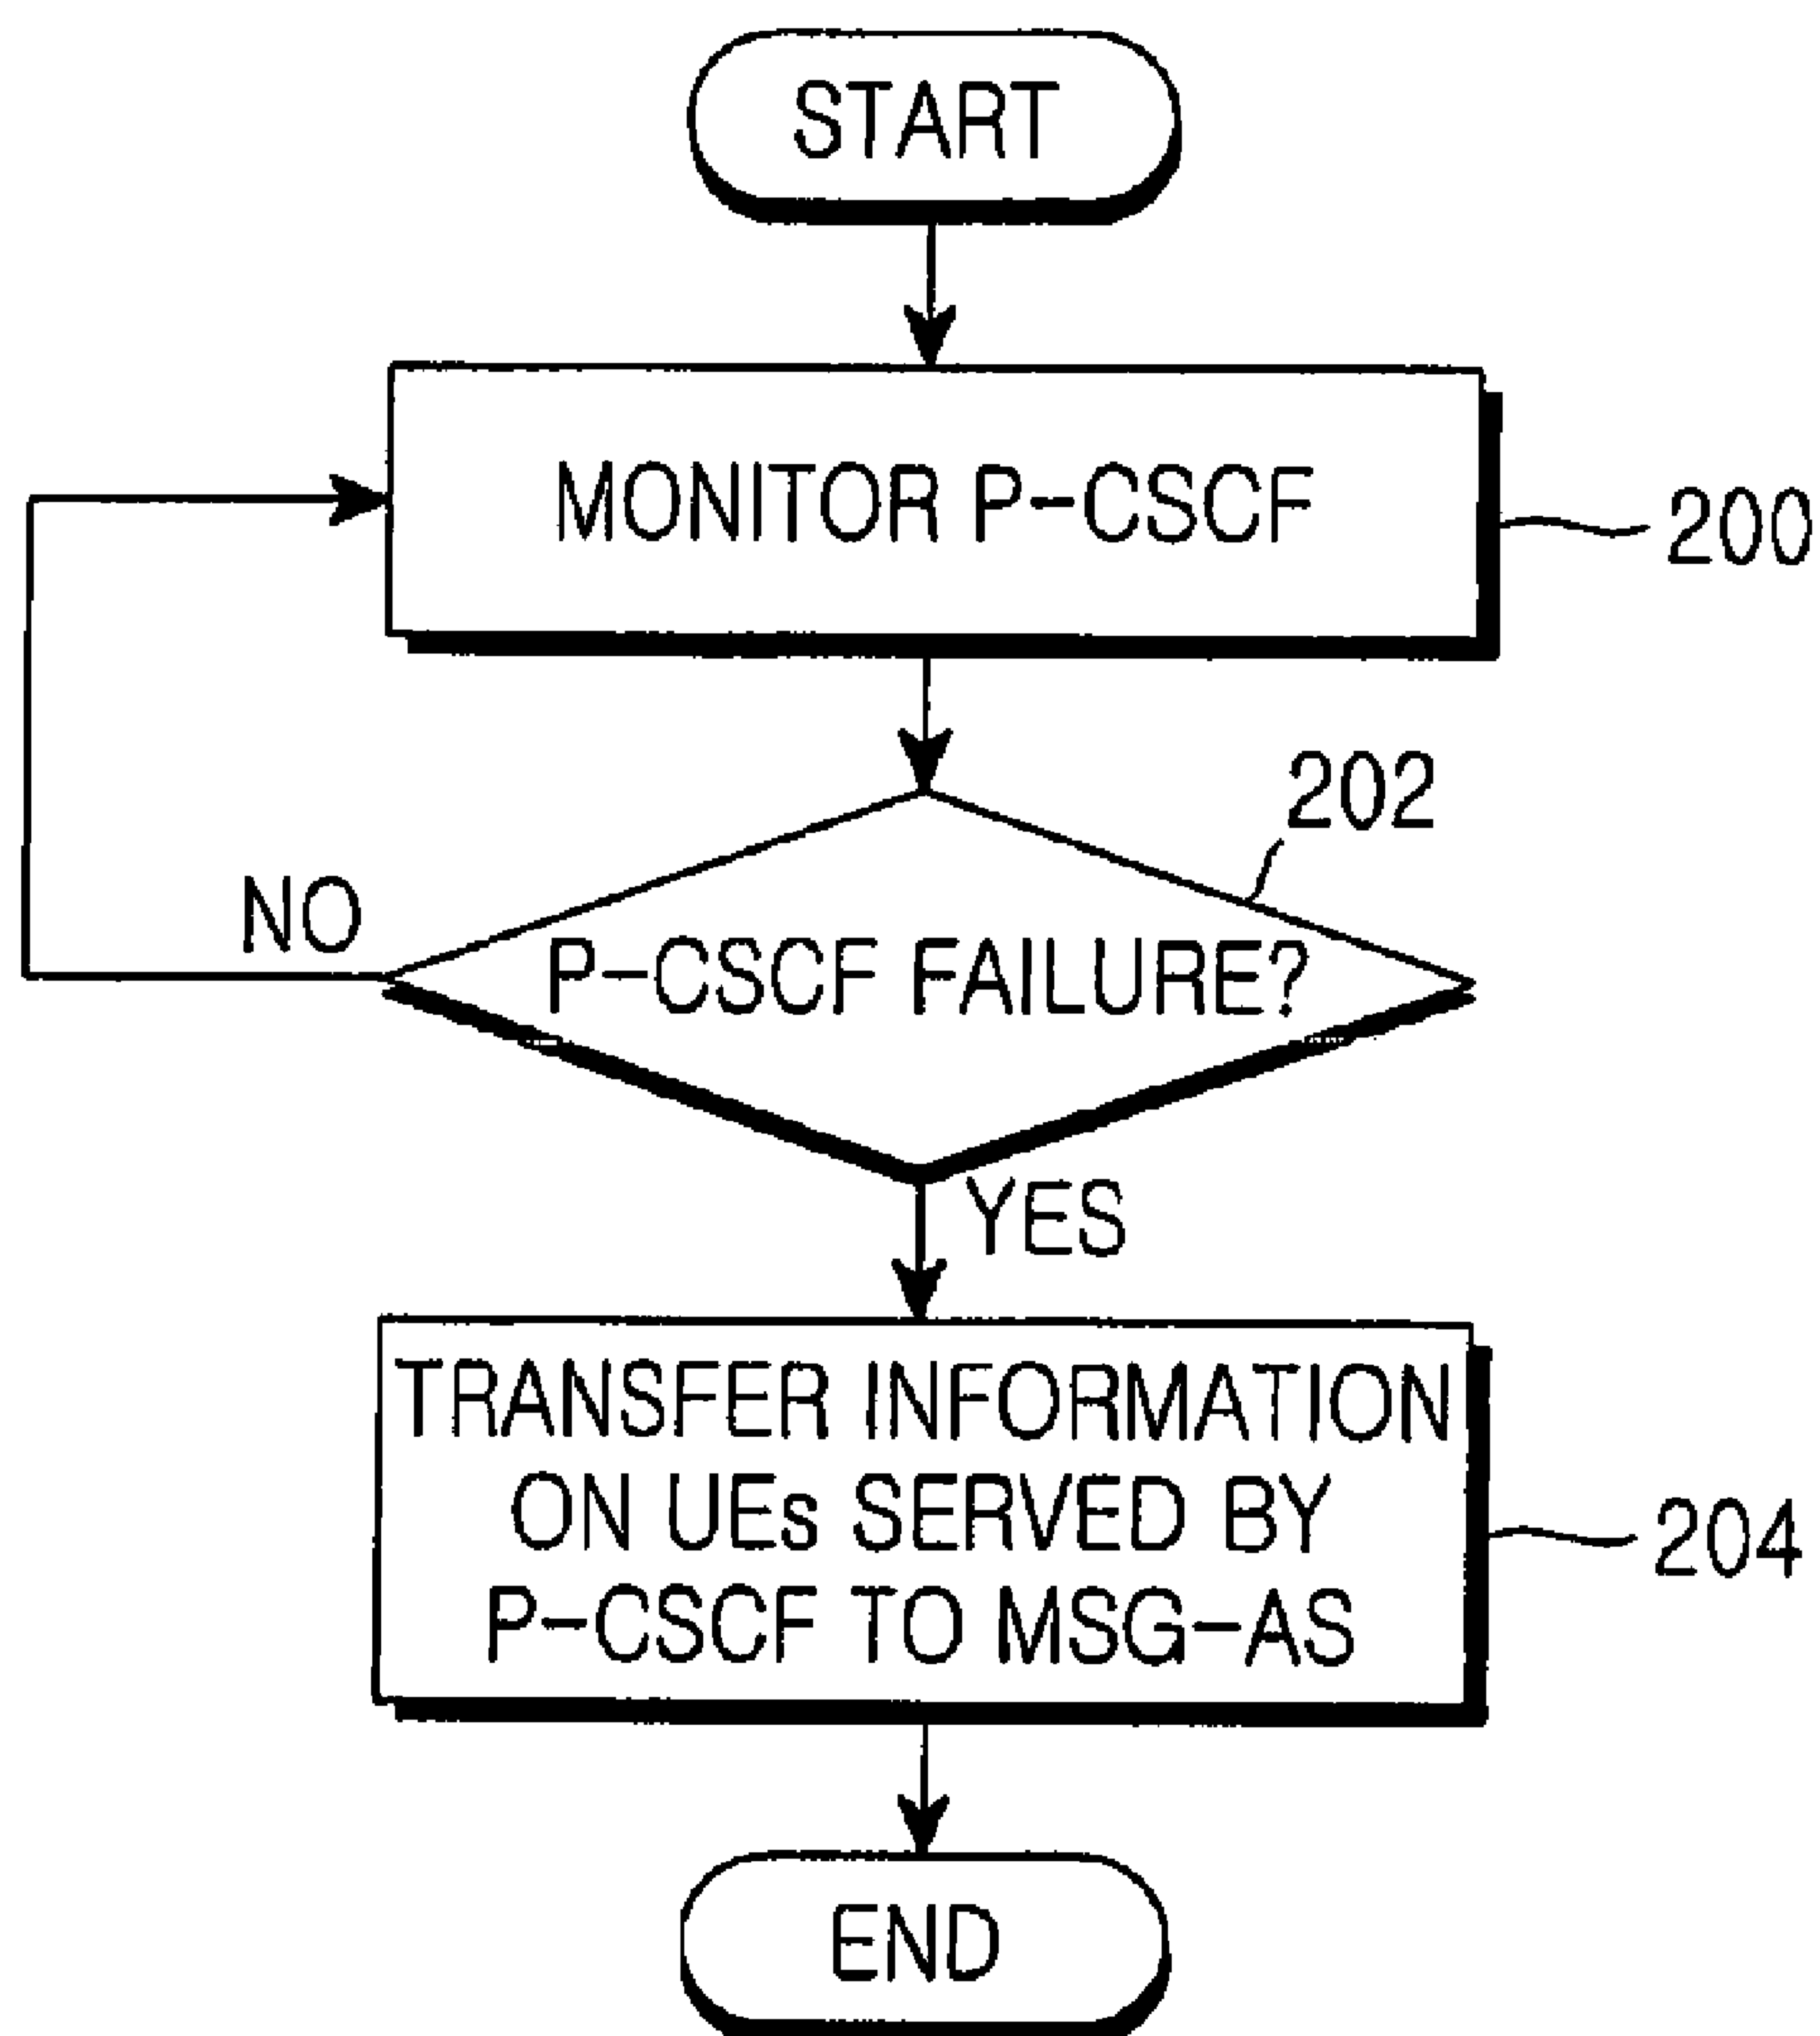 START
MONITOR P-CSCF
200
202
NO
P-CSCF FAILURE?
YES
TRANSFER INFORMATION
ON UEs SERVED BY
P-CSCF TO MSG-AS
204
END